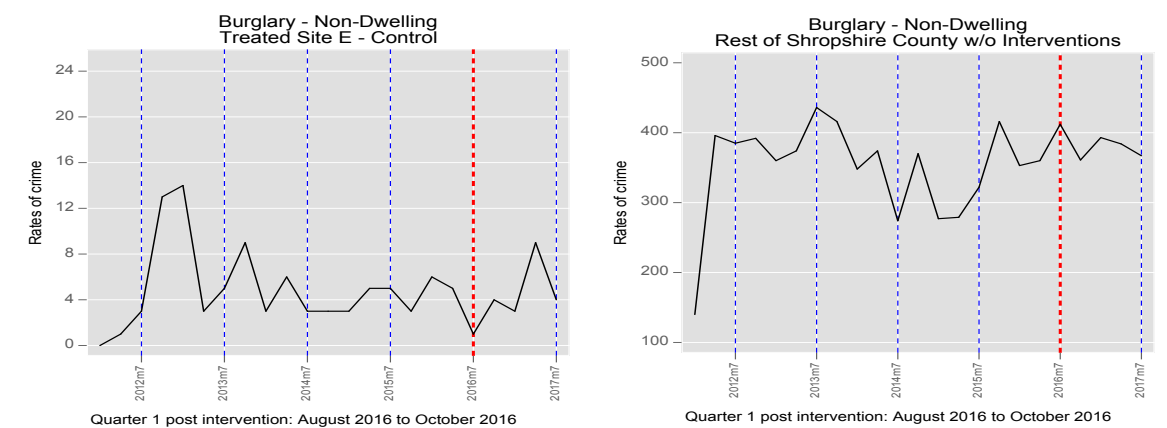 Burglary - Non-Dwelling
Treated Site E - Control
24
20
16
12
8
4
0
Rates of crime
2012m7
2013m7
2014m7
2015m7
2016m7
2017m7
Quarter 1 post intervention: August 2016 to October 2016
Burglary - Non-Dwelling
Rest of Shropshire County w/o Interventions
500
400
300
200
100
Rates of crime
2012m7
2013m7
2014m7
2015m7
2016m7
2017m7
Quarter 1 post intervention: August 2016 to October 2016